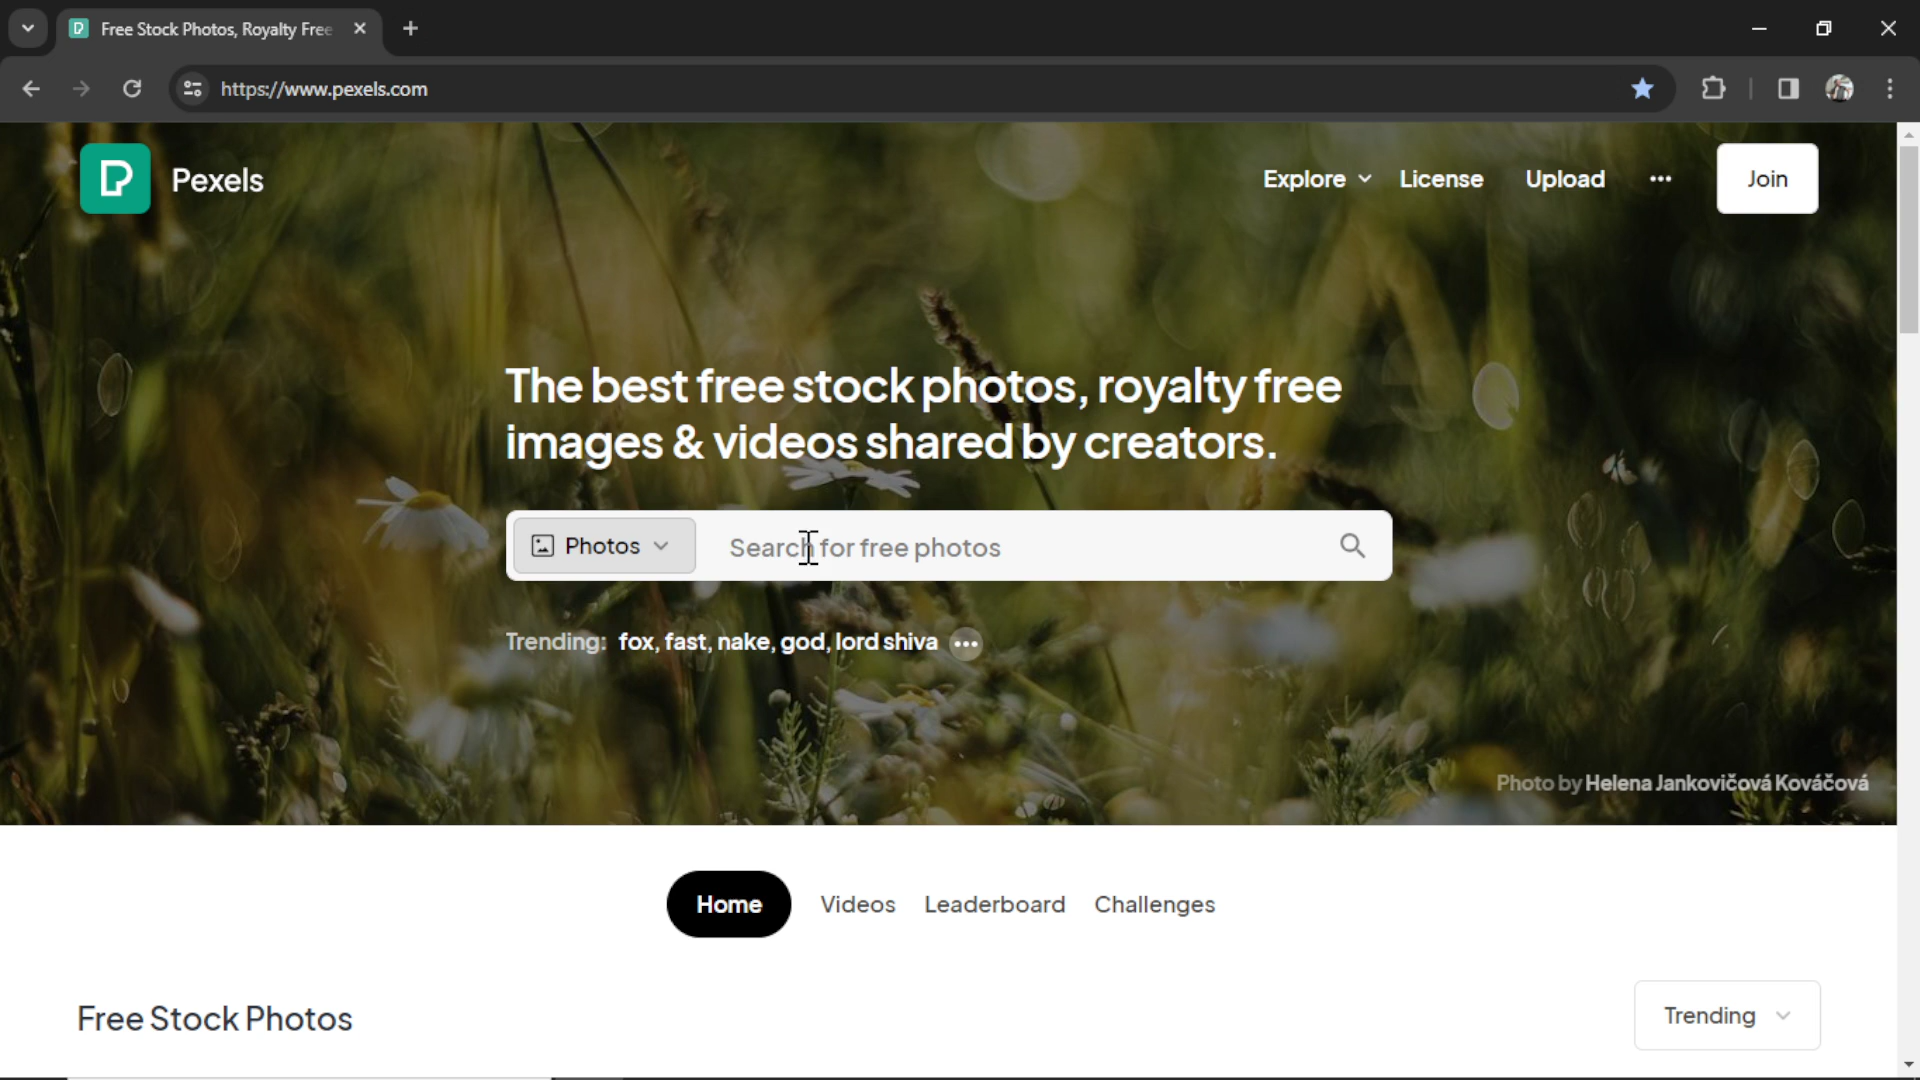 Free Stock Photos, Royalty Free
https://www.pexels.com
Pexels
Explore
License
Upload
Join
The best free stock photos, royalty free
images & videos shared by creators.
Photos
Search for free photos
Trending: fox, fast, nake, god, lord shiva
Photo by Helena Jankovičová Kováčová
Home
Videos
Leaderboard
Challenges
Free Stock Photos
Trending